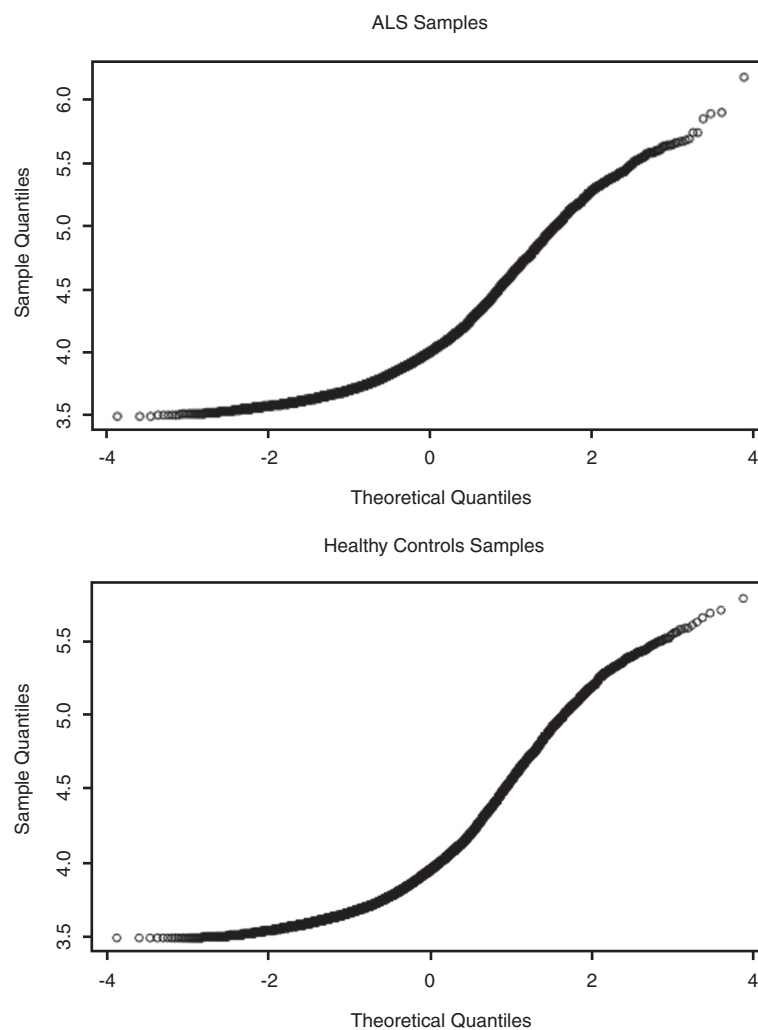 ALS Samples
Sample Quantiles
6.0
5.5
5.0
4.5
4.0
3.5
-4 -2 0 2 4
Theoretical Quantiles
Healthy Controls Samples
Sample Quantiles
5.5
5.0
4.5
4.0
3.5
-4 -2 0 2 4
Theoretical Quantiles